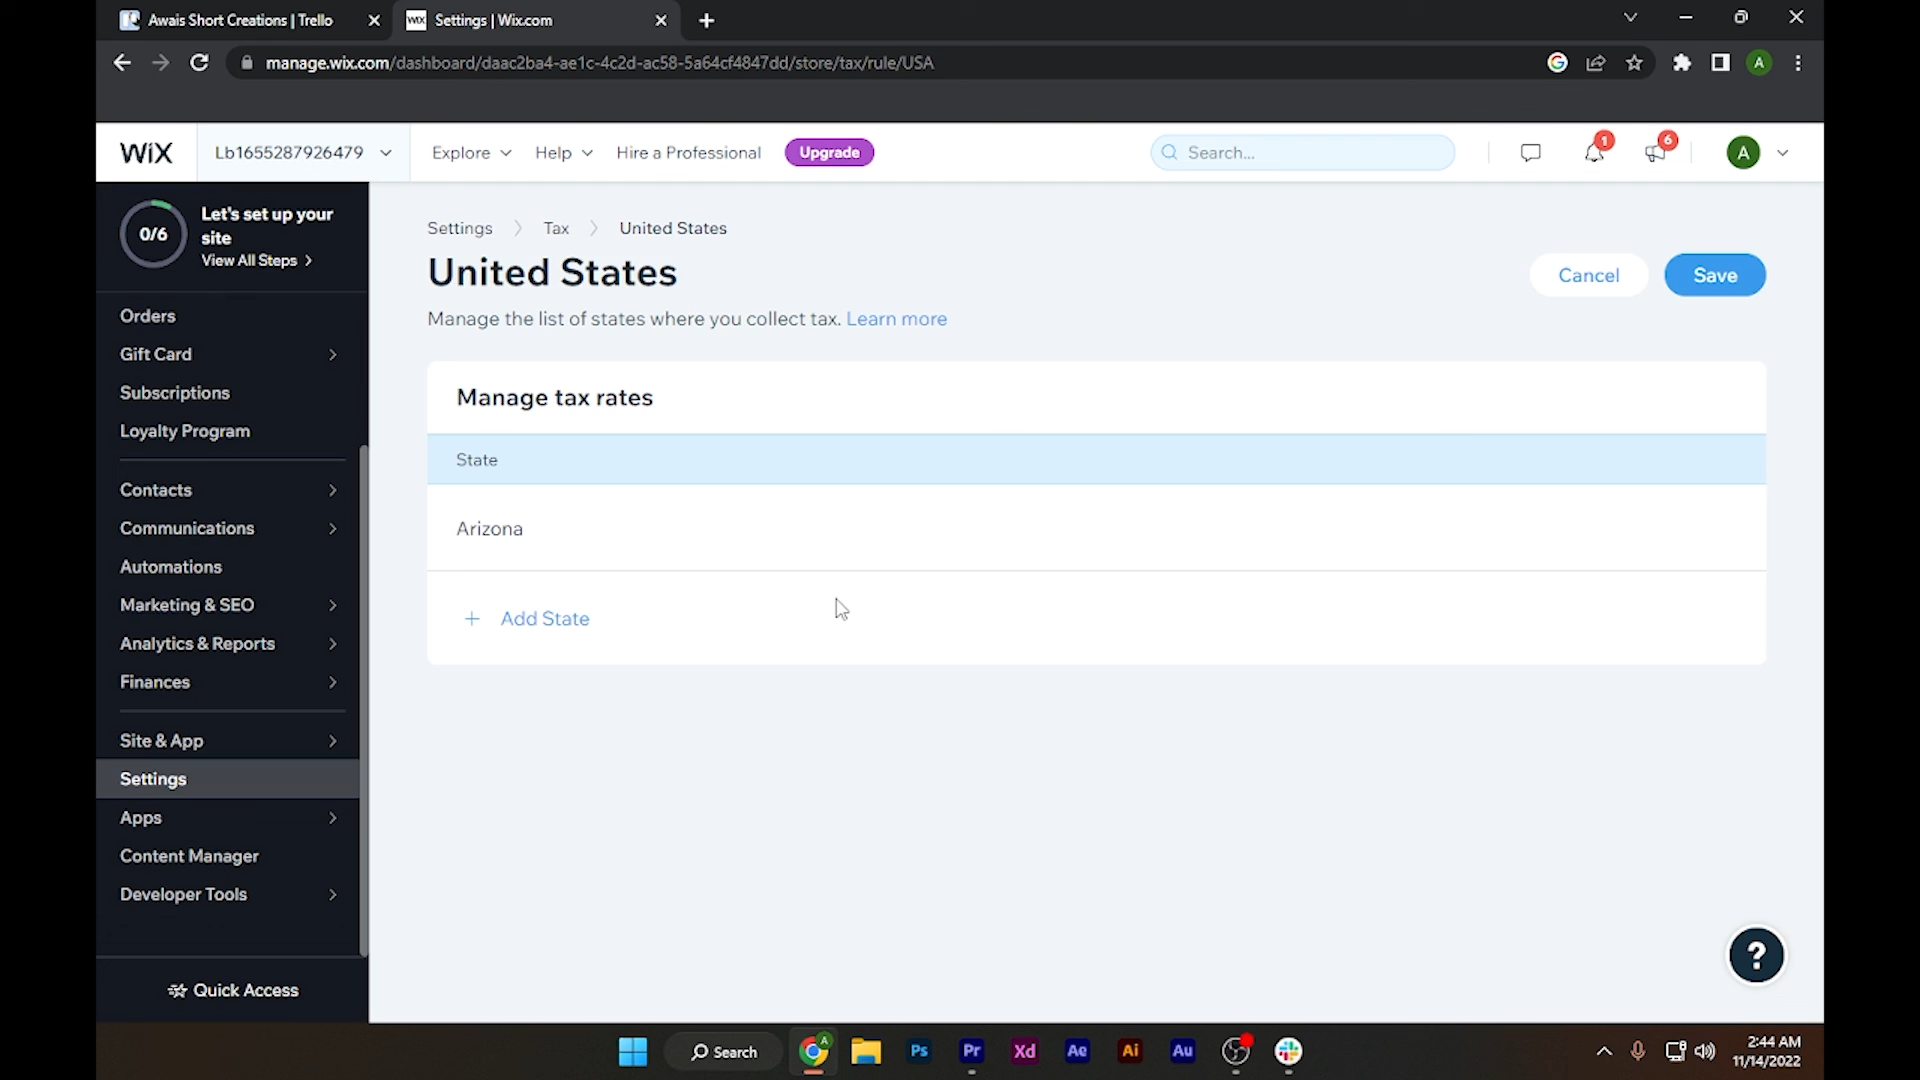 Awais Short Creations | Trello
WiX
Settings | Wix.com
manage.wix.com/dashboard/daac2ba4-ae1c-4c2d-ac58-5a64cf4847dd/store/tax/rule/USA
A
WiX
Lb1655287926479
Explore
Help
Hire a Professional
Upgrade
Search...
1
6
A
0/6
Let's set up your
site
View All Steps
Orders
Gift Card
Subscriptions
Loyalty Program
Contacts
Communications
Automations
Marketing & SEO
Analytics & Reports
Finances
Site & App
Settings
Apps
Content Manager
Developer Tools
Quick Access
Settings
Tax
United States
United States
Manage the list of states where you collect tax. Learn more
Cancel
Save
Manage tax rates
State
Arizona
+ Add State
?
Search
A
Ps
Pr
Xd
Ae
Ai
Au
2:44 AM
11/14/2022